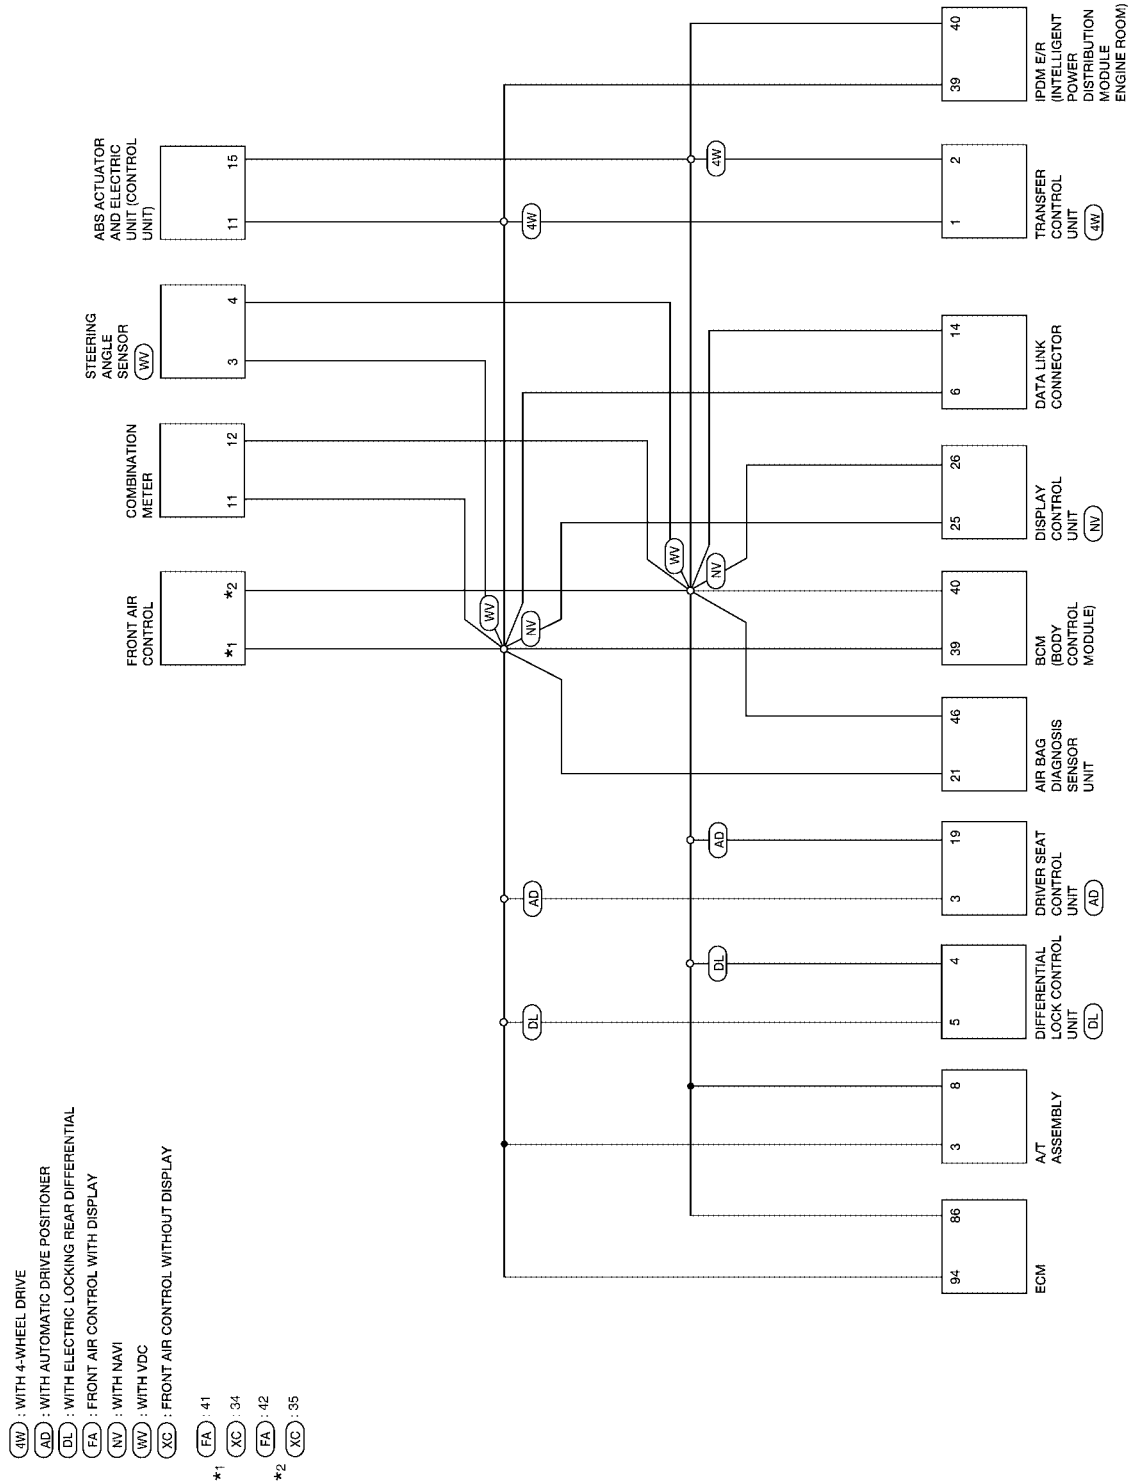 4W : WITH 4-WHEEL DRIVE
AD : WITH AUTOMATIC DRIVE POSITIONER
DL : WITH ELECTRIC LOCKING REAR DIFFERENTIAL
FA : FRONT AIR CONTROL WITH DISPLAY
NV : WITH NAVI
WV : WITH VDC
XC : FRONT AIR CONTROL WITHOUT DISPLAY
*1
FA : 41
XC : 34
*2
FA : 42
XC : 35
FRONT AIR
CONTROL
*1
*2
COMBINATION
METER
11
12
STEERING
ANGLE
SENSOR
WV
3
4
ABS ACTUATOR
AND ELECTRIC
UNIT (CONTROL
UNIT)
11
15
DL
AD
WV
NV
4W
DL
AD
WV
NV
4W
94
86
ECM
3
8
A/T
ASSEMBLY
5
4
DIFFERENTIAL
LOCK CONTROL
UNIT
DL
3
19
DRIVER SEAT
CONTROL
UNIT
AD
21
46
AIR BAG
DIAGNOSIS
SENSOR
UNIT
39
40
BCM
(BODY
CONTROL
MODULE)
25
26
DISPLAY
CONTROL
UNIT
NV
6
14
DATA LINK
CONNECTOR
1
2
TRANSFER
CONTROL
UNIT
4W
39
40
IPDM E/R
(INTELLIGENT
POWER
DISTRIBUTION
MODULE
ENGINE ROOM)